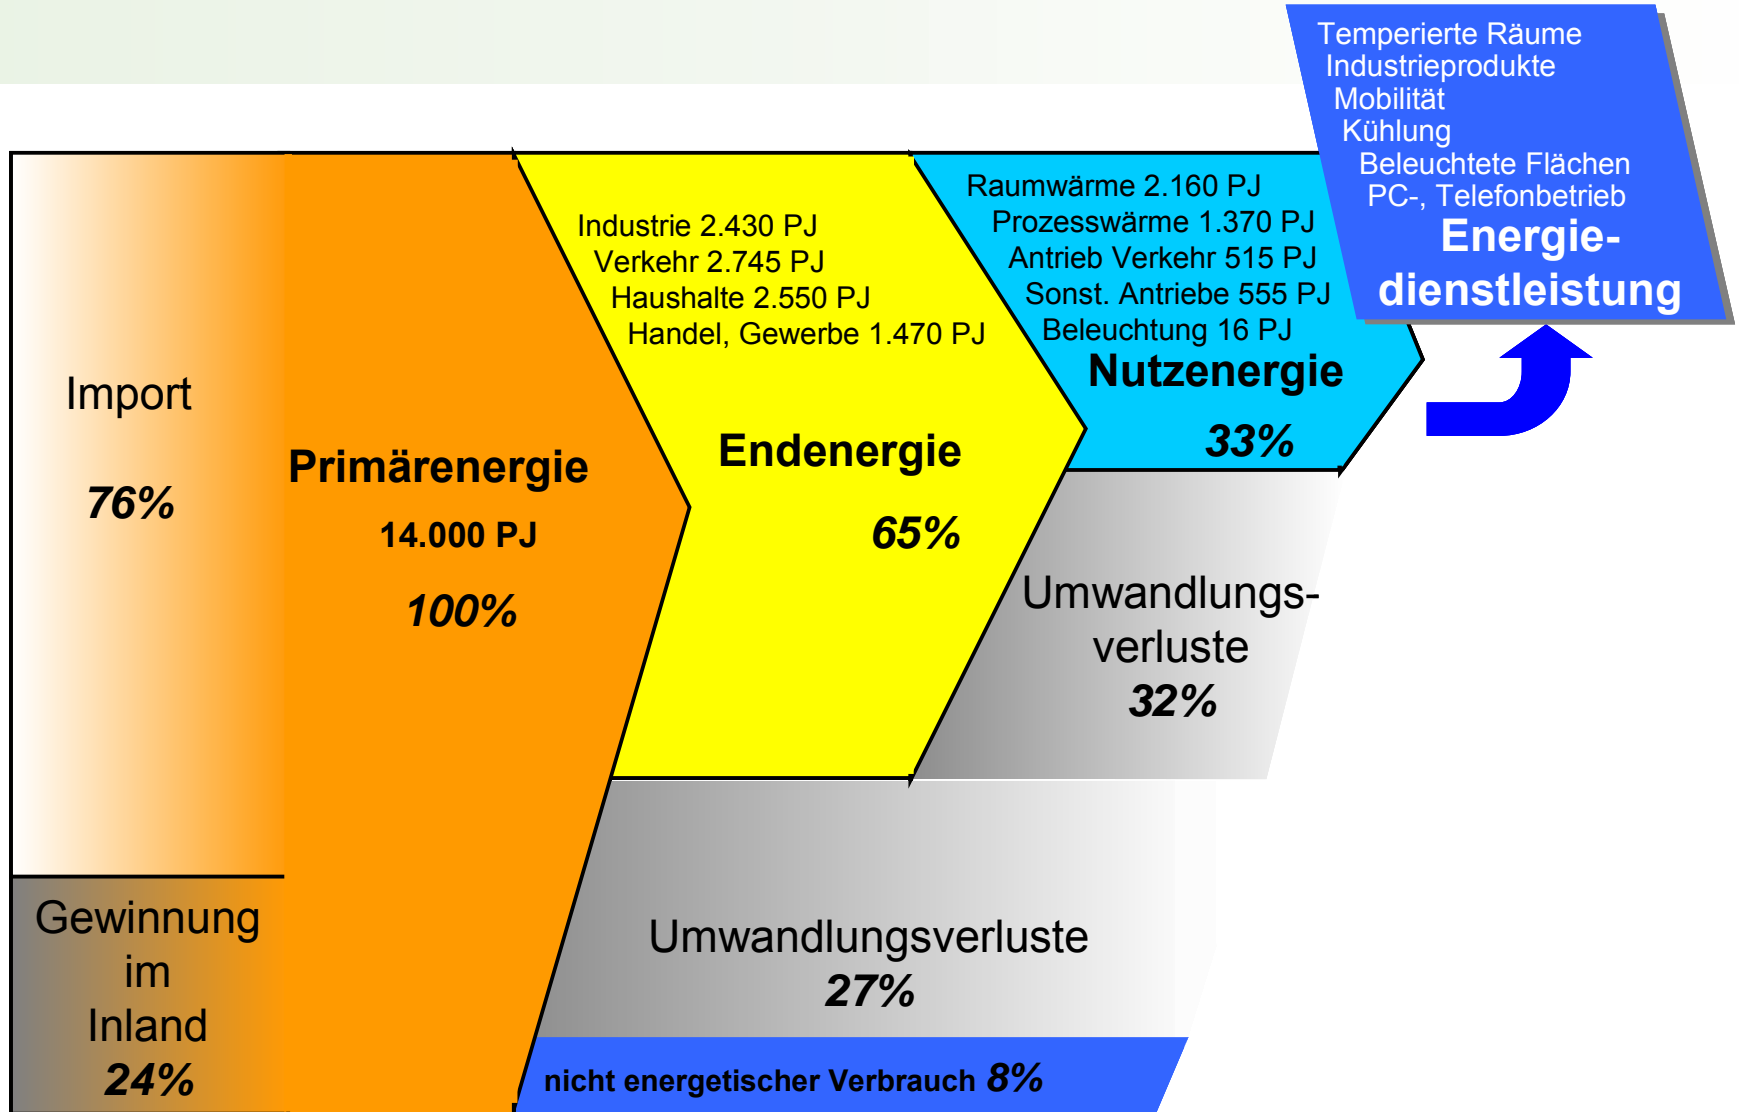 Temperierte Räume
Industrieprodukte
Mobilität
Kühlung
Beleuchtete Flächen
PC-, Telefonbetrieb
Energie-
dienstleistung
Import
76%
Gewinnung
im
Inland
24%
Primärenergie
14.000 PJ
100%
Industrie 2.430 PJ
Verkehr 2.745 PJ
Haushalte 2.550 PJ
Handel, Gewerbe 1.470 PJ
Endenergie
65%
Raumwärme 2.160 PJ
Prozesswärme 1.370 PJ
Antrieb Verkehr 515 PJ
Sonst. Antriebe 555 PJ
Beleuchtung 16 PJ
Nutzenergie
33%
Umwandlungs-
verluste
32%
Umwandlungsverluste
27%
nicht energetischer Verbrauch 8%